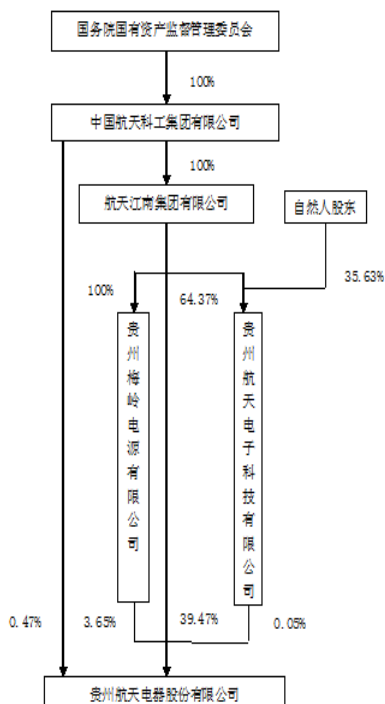 国务院国有资产监督管理委员会
100%
中国航天科工集团有限公司
100%
航天江南集团有限公司
自然人股东
35.63%
100%
64.37%
贵州梅岭电源有限公司
贵州航天电子科技有限公司
0.47%
3.65%
39.47%
0.05%
贵州航天电器股份有限公司